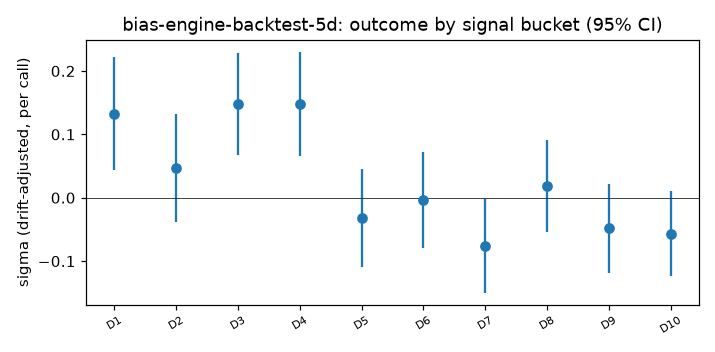 bias-engine-backtest-5d: outcome by signal bucket (95% CI)
sigma (drift-adjusted, per call)
0.2
0.1
0.0
−0.1
D1 D2 D3 D4 D5 D6 D7 D8 D9 D10